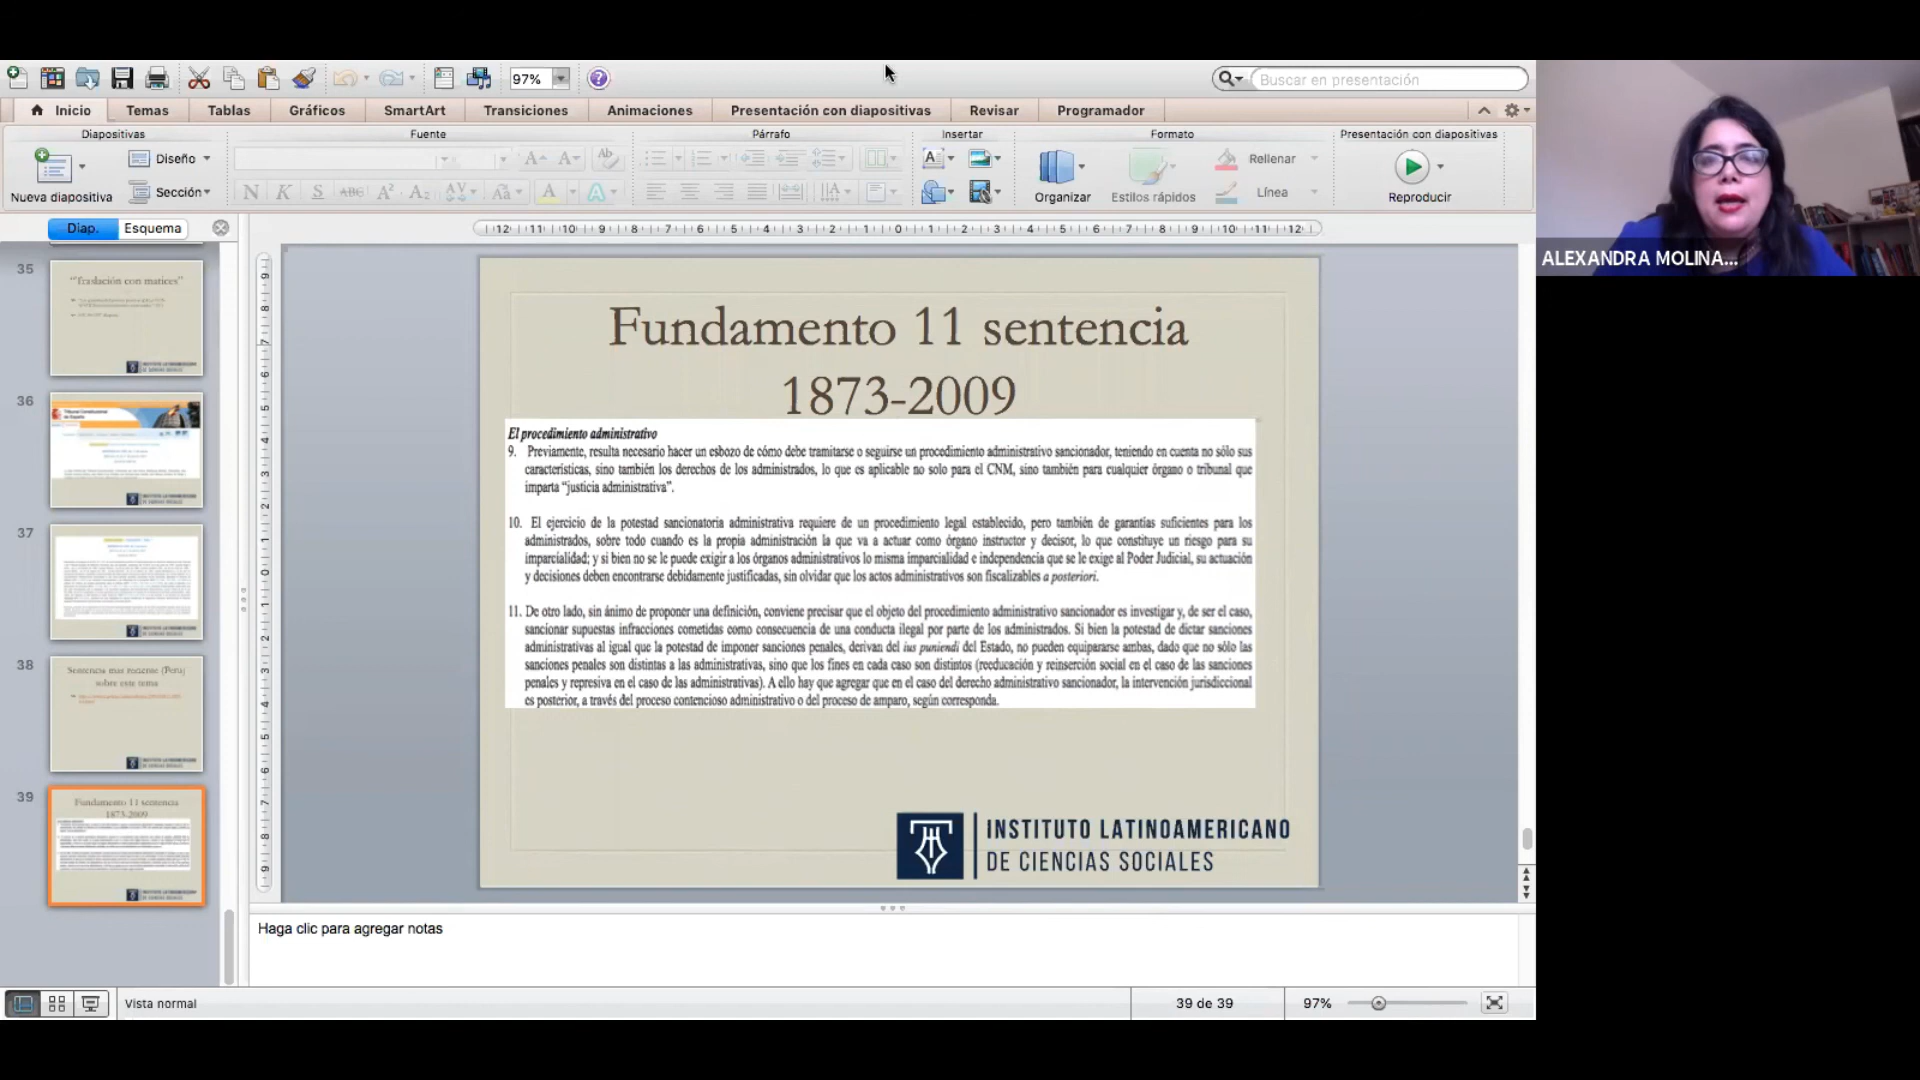 97%
Buscar en presentación
Inicio
Temas
Tablas
Gráficos
SmartArt
Transiciones
Animaciones
Presentación con diapositivas
Revisar
Programador
Diapositivas
Fuente
Párrafo
Insertar
Formato
Presentación con diapositivas
Nueva diapositiva
Diseño
Sección
Organizar
Estilos rápidos
Rellenar
Línea
Reproducir
Diap.
Esquema
35
"Traslación con matices"
36
37
38
Sentencia mas reciente (Perú)
sobre este tema
39
Fundamento 11 sentencia
1873-2009
Fundamento 11 sentencia
1873-2009
El procedimiento administrativo
9. Previamente, resulta necesario hacer un esbozo de cómo debe tramitarse o seguirse un procedimiento administrativo sancionador, teniendo en cuenta no sólo sus
características, sino también los derechos de los administrados, lo que es aplicable no solo para el CNM, sino también para cualquier órgano o tribunal que
imparta “justicia administrativa”.
10. El ejercicio de la potestad sancionatoria administrativa requiere de un procedimiento legal establecido, pero también de garantías suficientes para los
administrados, sobre todo cuando es la propia administración la que va a actuar como órgano instructor y decisor, lo que constituye un riesgo para su
imparcialidad; y si bien no se le puede exigir a los órganos administrativos lo misma imparcialidad e independencia que se le exige al Poder Judicial, su actuación
y decisiones deben encontrarse debidamente justificadas, sin olvidar que los actos administrativos son fiscalizables a posteriori.
11. De otro lado, sin ánimo de proponer una definición, conviene precisar que el objeto del procedimiento administrativo sancionador es investigar y, de ser el caso,
sancionar supuestas infracciones cometidas como consecuencia de una conducta ilegal por parte de los administrados. Si bien la potestad de dictar sanciones
administrativas al igual que la potestad de imponer sanciones penales, derivan del ius puniendi del Estado, no pueden equipararse ambas, dado que no sólo las
sanciones penales son distintas a las administrativas, sino que los fines en cada caso son distintos (reeducación y reinserción social en el caso de las sanciones
penales y represiva en el caso de las administrativas). A ello hay que agregar que en el caso del derecho administrativo sancionador, la intervención jurisdiccional
es posterior, a través del proceso contencioso administrativo o del proceso de amparo, según corresponda.
INSTITUTO LATINOAMERICANO
DE CIENCIAS SOCIALES
Haga clic para agregar notas
Vista normal
39 de 39
97%
ALEXANDRA MOLINA...